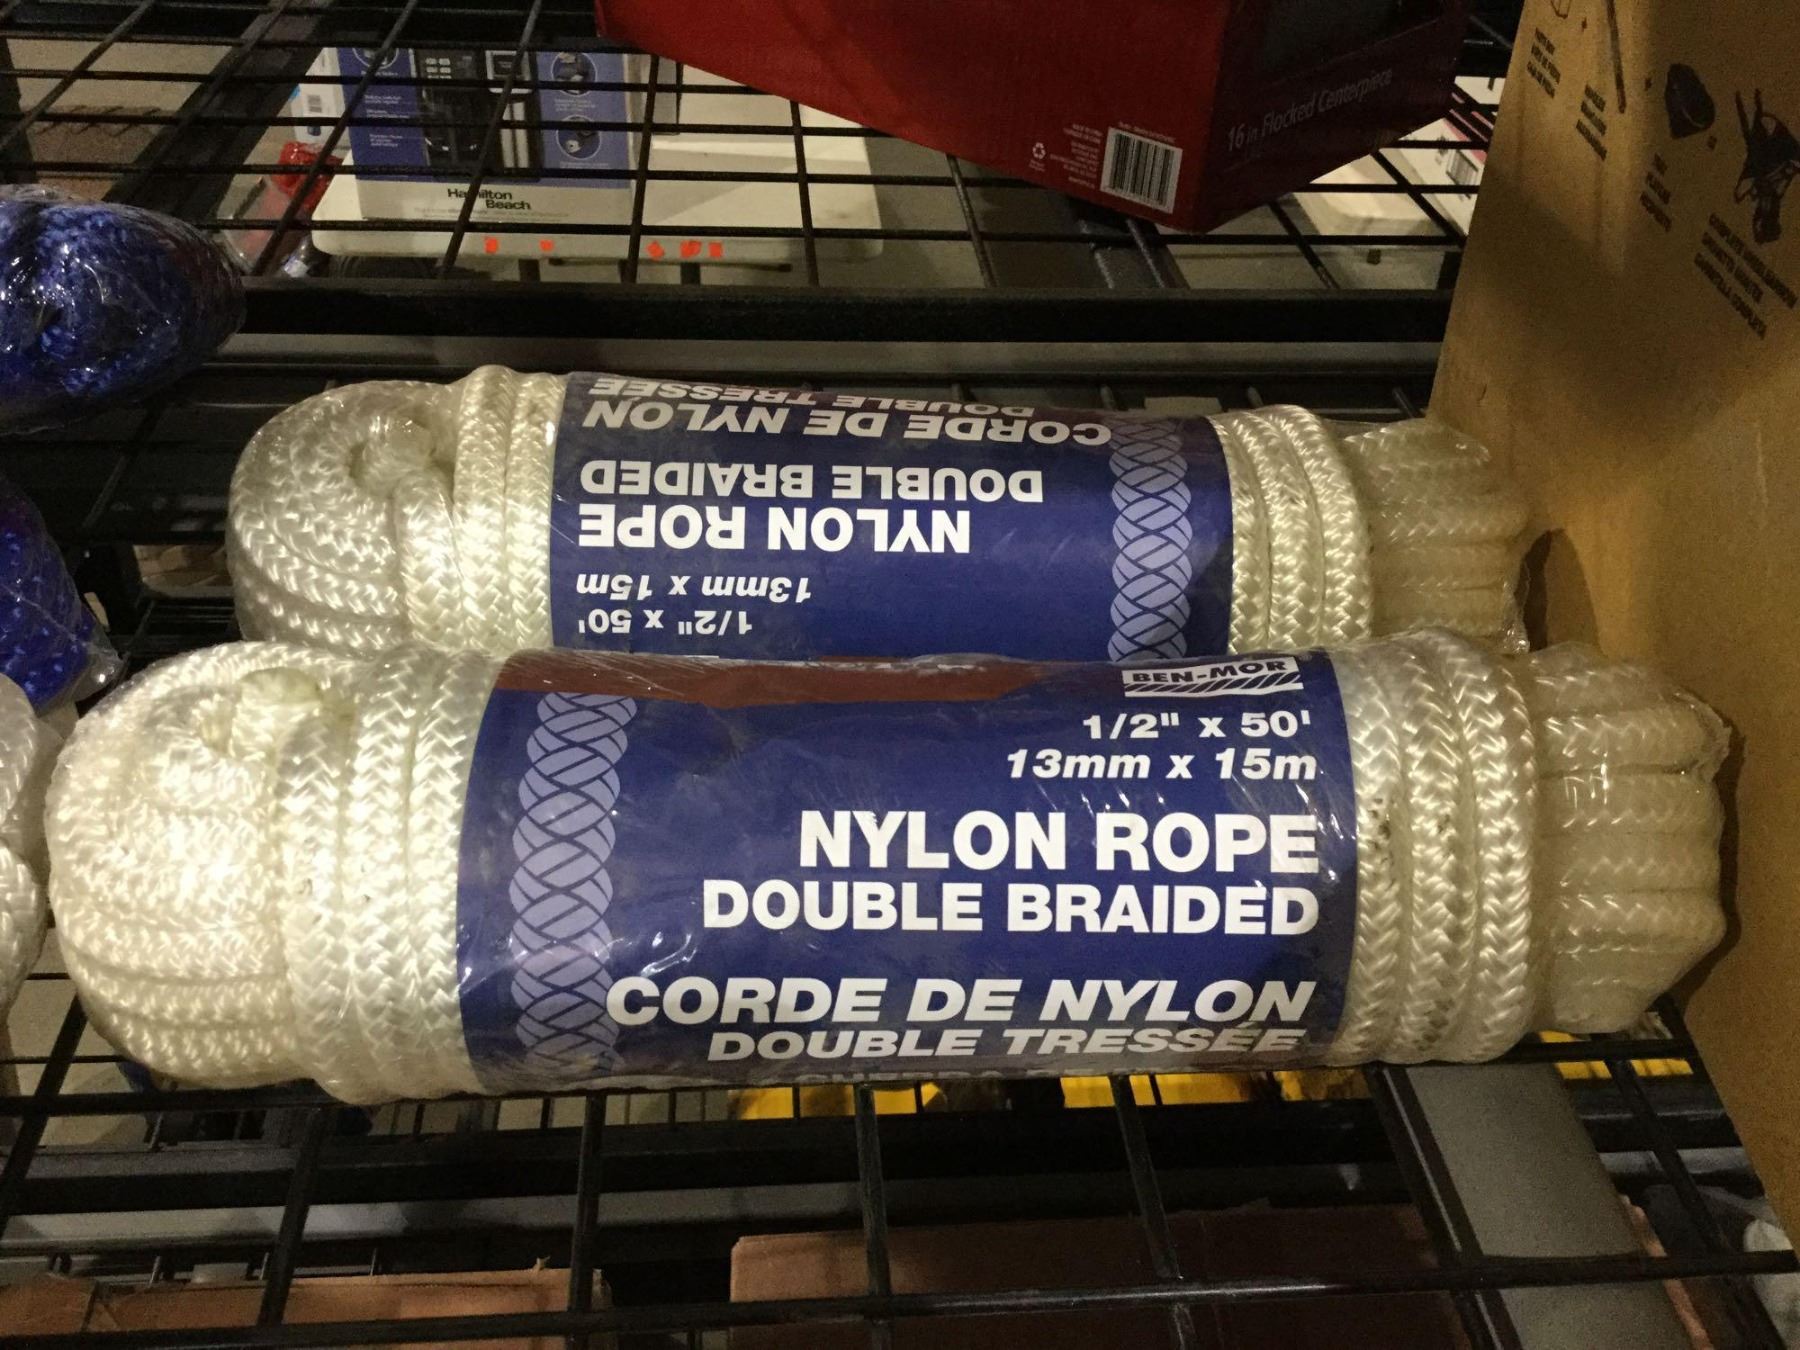 Hamilton
Beach
16 in Flocked Centerpiece
CORDE DE NYLON
DOUBLE TRESSÉE
NYLON ROPE
DOUBLE BRAIDED
1/2" x 50'
13mm x 15m
BEN-MOR
1/2" x 50'
13mm x 15m
NYLON ROPE
DOUBLE BRAIDED
CORDE DE NYLON
DOUBLE TRESSÉE